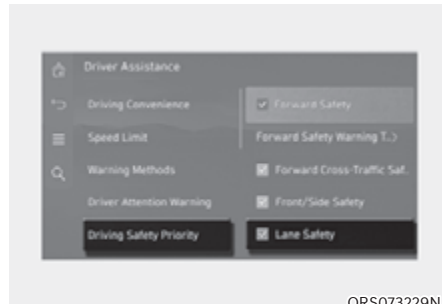 Driver Assistance
Driving Convenience
Speed Limit
Warning Methods
Driver Attention Warning
Driving Safety Priority
Forward Safety
Forward Safety Warning T..>
Forward Cross-Traffic Saf.
Front/Side Safety
Lane Safety
ORS073229N